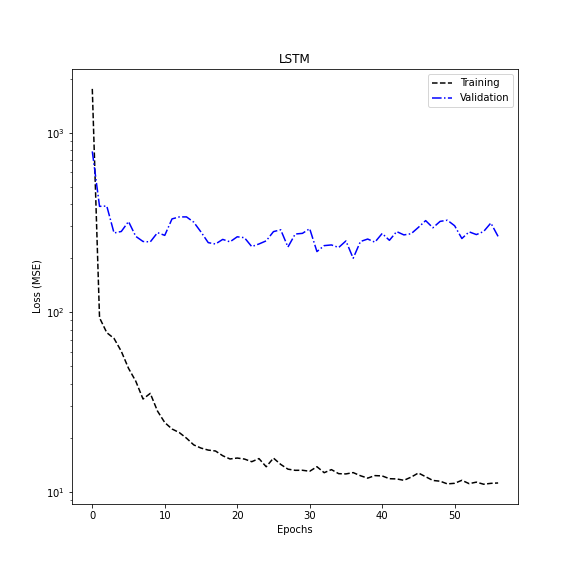 LSTM
Training
Validation
10³
10²
10¹
Loss (MSE)
0 10 20 30 40 50
Epochs